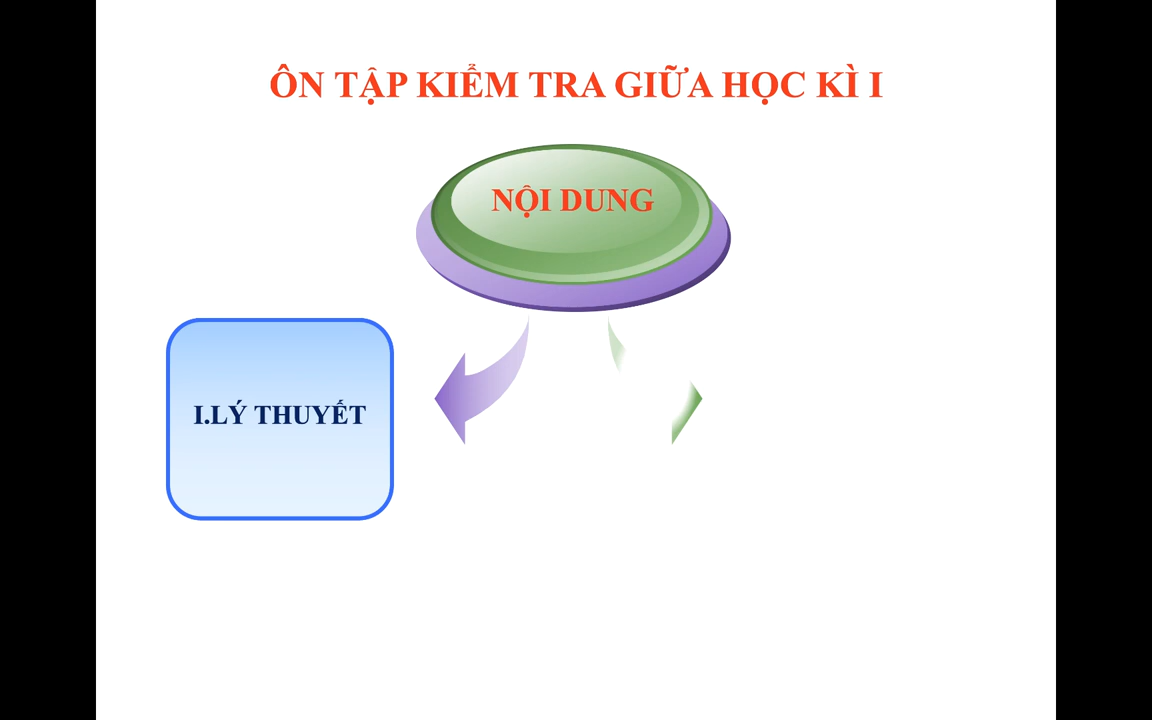 ÔN TẬP KIỂM TRA GIỮA HỌC KÌ I
NỘI DUNG
I.LÝ THUYẾT